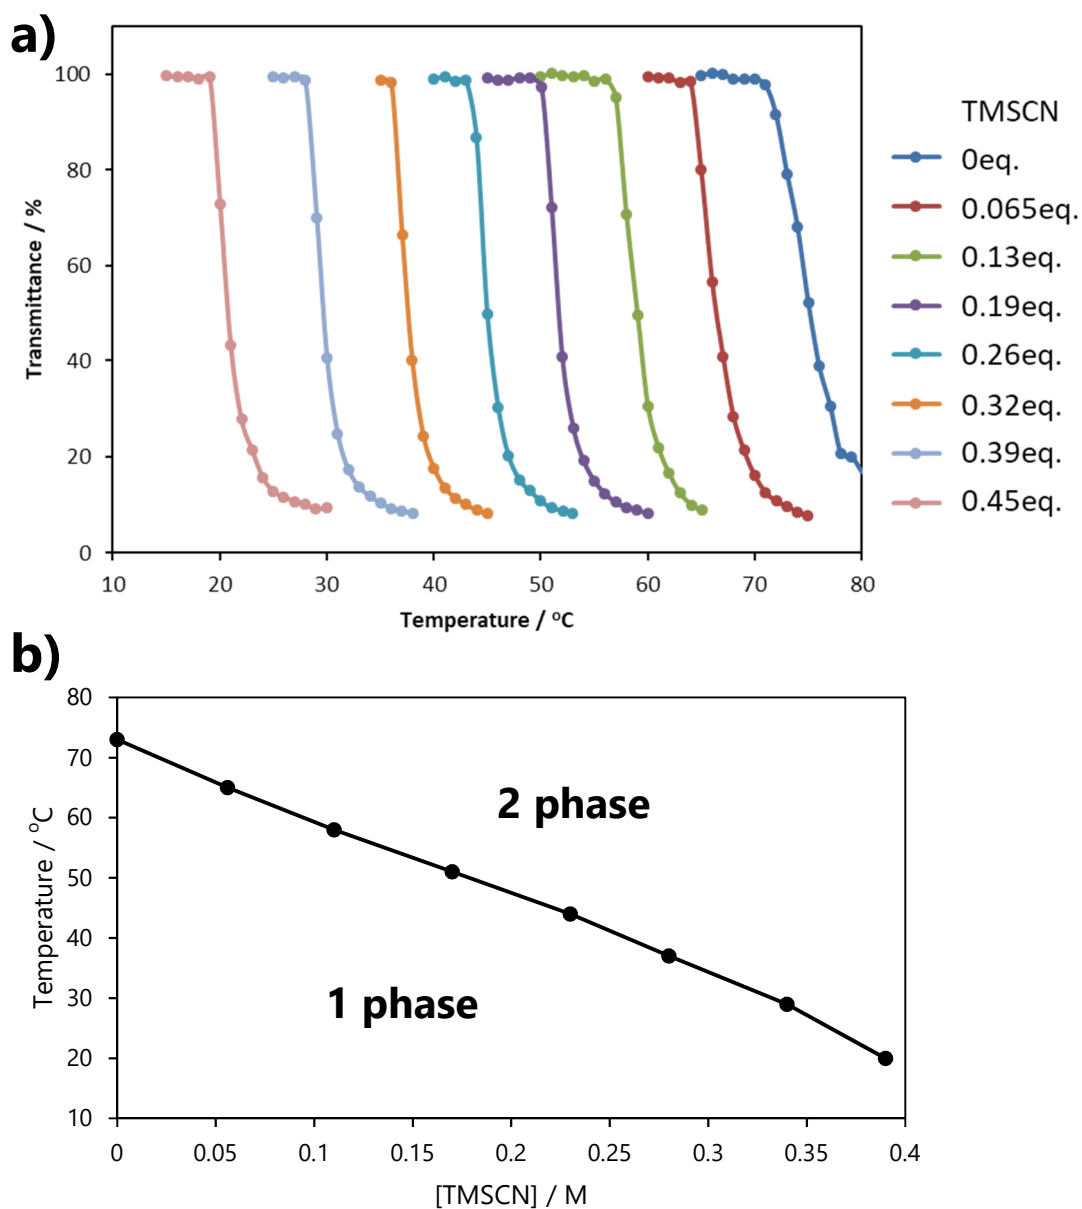 a)
100
80
60
40
20
0
Transmittance / %
10 20 30 40 50 60 70 80
Temperature / °C
TMSCN
0eq.
0.065eq.
0.13eq.
0.19eq.
0.26eq.
0.32eq.
0.39eq.
0.45eq.
b)
80
70
60
50
40
30
20
10
Temperature / °C
2 phase
1 phase
0 0.05 0.1 0.15 0.2 0.25 0.3 0.35 0.4
[TMSCN] / M